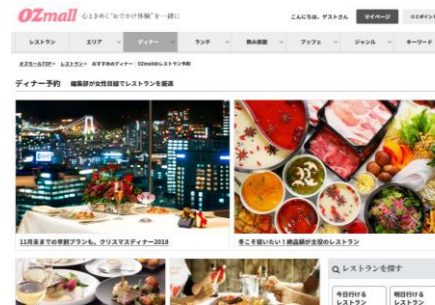 OZmall 心ときめく“おでかけ体験”を一緒に
こんにちは、ゲストさん マイページ OZポイント
レストラン エリア ディナー ランチ 飲み放題 ブッフェ ジャンル キーワード
オズモールTOP> レストラン> おすすめのディナー｜OZmallのレストラン予約
ディナー予約 編集部が女性目線でレストランを厳選
11月末までの早割プランも。クリスマスディナー2018
冬こそ狙いたい！絶品鍋が主役のレストラン
レストランを探す
今日行ける
レストラン
明日行ける
レストラン